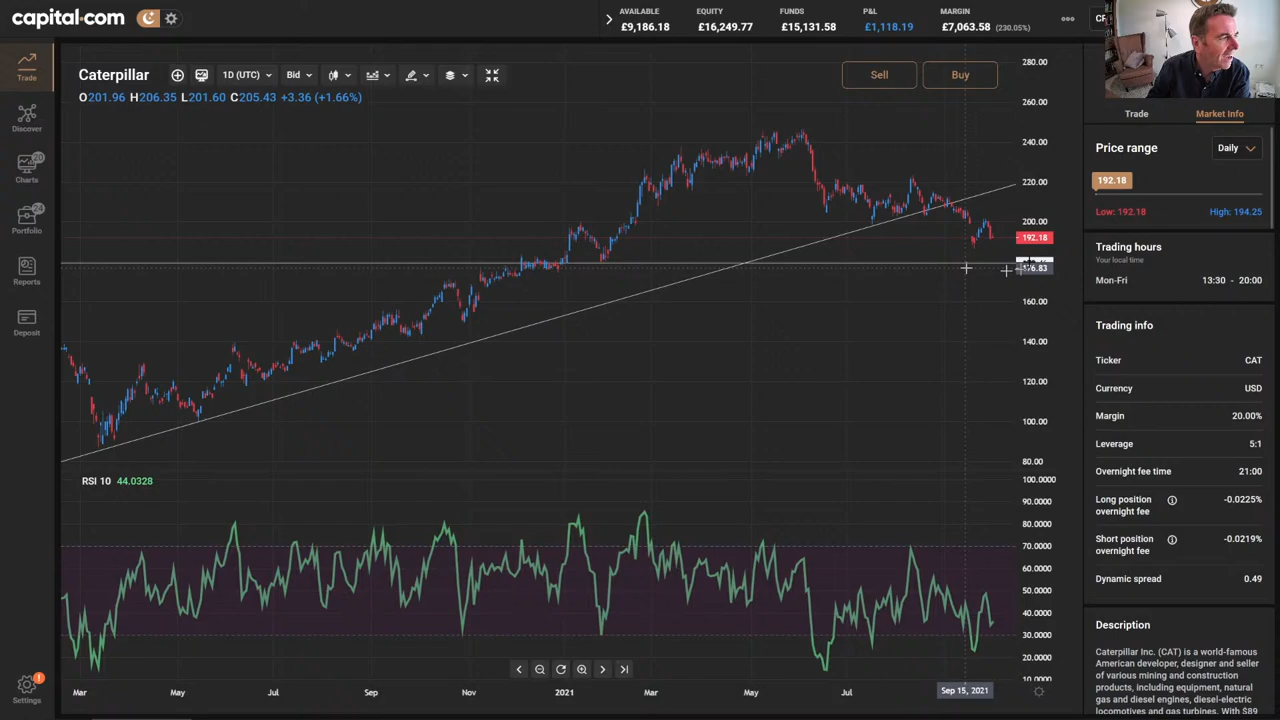 capital.com
AVAILABLE EQUITY FUNDS P&L MARGIN
£9,186.18 £16,249.77 £15,131.58 £1,118.19 £7,063.58 (230.05%)
Trade
Discover
20
Charts
24
Portfolio
Reports
Deposit
!
Settings
Caterpillar 1D (UTC) Bid
Sell Buy
O201.96 H206.35 L201.60 C205.43 +3.36 (+1.66%)
280.00
260.00
240.00
220.00
200.00
192.18
160.00
140.00
120.00
100.00
80.00
RSI 10 44.0328
100.0000
90.0000
80.0000
70.0000
60.0000
50.0000
40.0000
30.0000
20.0000
10.0000
Mar May Jul Sep Nov 2021 Mar May Jul Sep 15, 2021
Trade Market Info
Price range Daily
192.18
Low: 192.18 High: 194.25
Trading hours
Your local time
Mon-Fri 13:30 - 20:00
Trading info
Ticker CAT
Currency USD
Margin 20.00%
Leverage 5:1
Overnight fee time 21:00
Long position -0.0225%
overnight fee
Short position -0.0219%
overnight fee
Dynamic spread 0.49
Description
Caterpillar Inc. (CAT) is a world-famous
American developer, designer and seller
of various mining and construction
products, including equipment, natural
gas and diesel engines, diesel-electric
locomotives and gas turbines. With $89